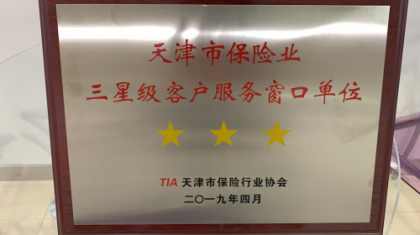 天津市保险业
三星级客户服务窗口单位
TIA 天津市保险行业协会
二〇一九年四月